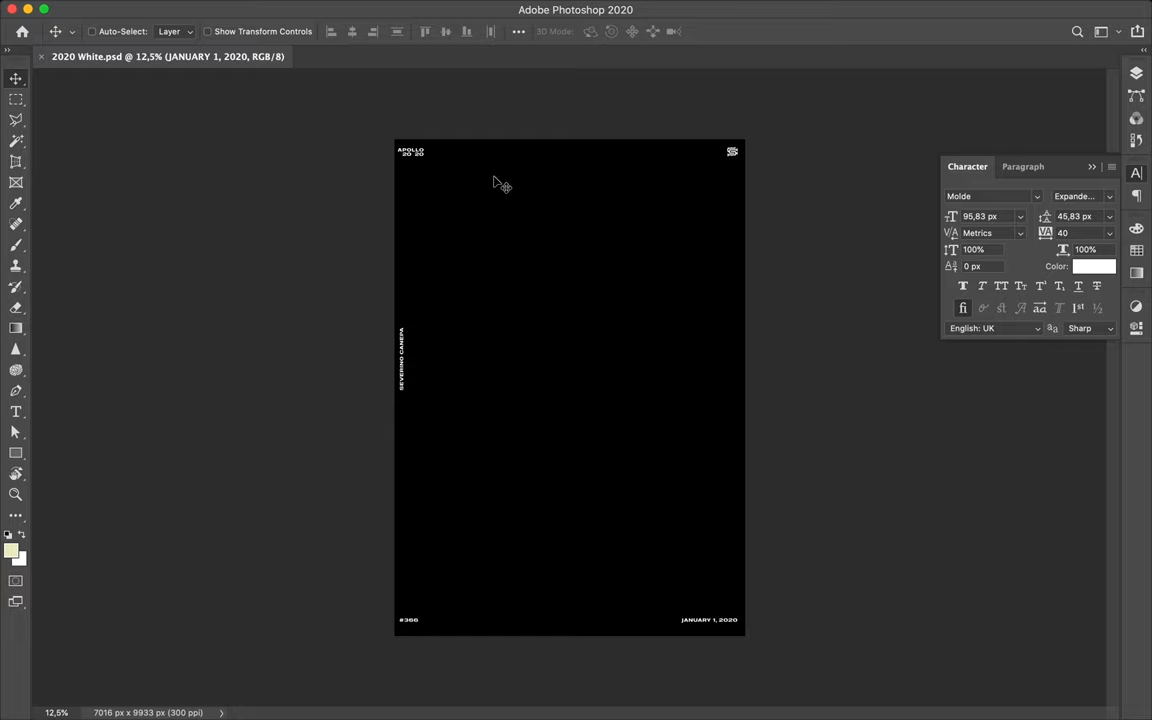 Adobe Photoshop 2020
Auto-Select:
Layer
Show Transform Controls
3D Mode:
2020 White.psd @ 12,5% (JANUARY 1, 2020, RGB/8)
APOLLO
20 20
SEVERINO CANEPA
#366
JANUARY 1, 2020
Character
Paragraph
Molde
Expande...
95,83 px
45,83 px
Metrics
40
100%
100%
0 px
Color:
English: UK
Sharp
12,5%
7016 px x 9933 px (300 ppi)